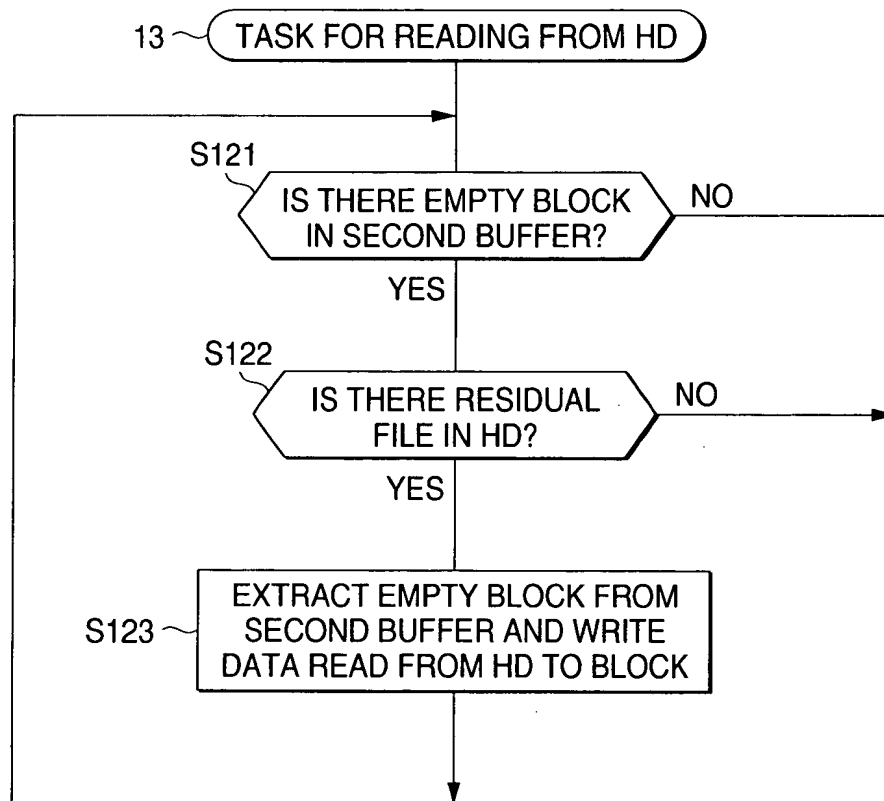 13 TASK FOR READING FROM HD
S121
IS THERE EMPTY BLOCK
IN SECOND BUFFER?
NO
YES
S122
IS THERE RESIDUAL
FILE IN HD?
NO
YES
EXTRACT EMPTY BLOCK FROM
S123 SECOND BUFFER AND WRITE
DATA READ FROM HD TO BLOCK